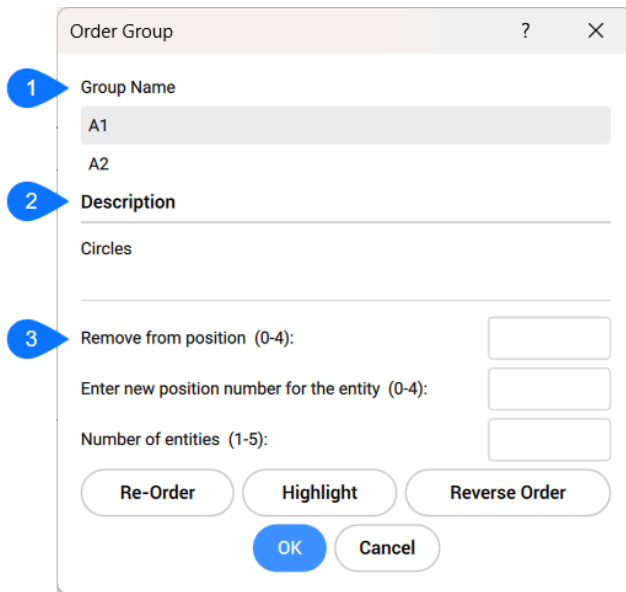 Order Group ?
1 Group Name
A1
A2
2 Description
Circles
3 Remove from position (0-4):
Enter new position number for the entity (0-4):
Number of entities (1-5):
Re-Order Highlight Reverse Order
OK Cancel